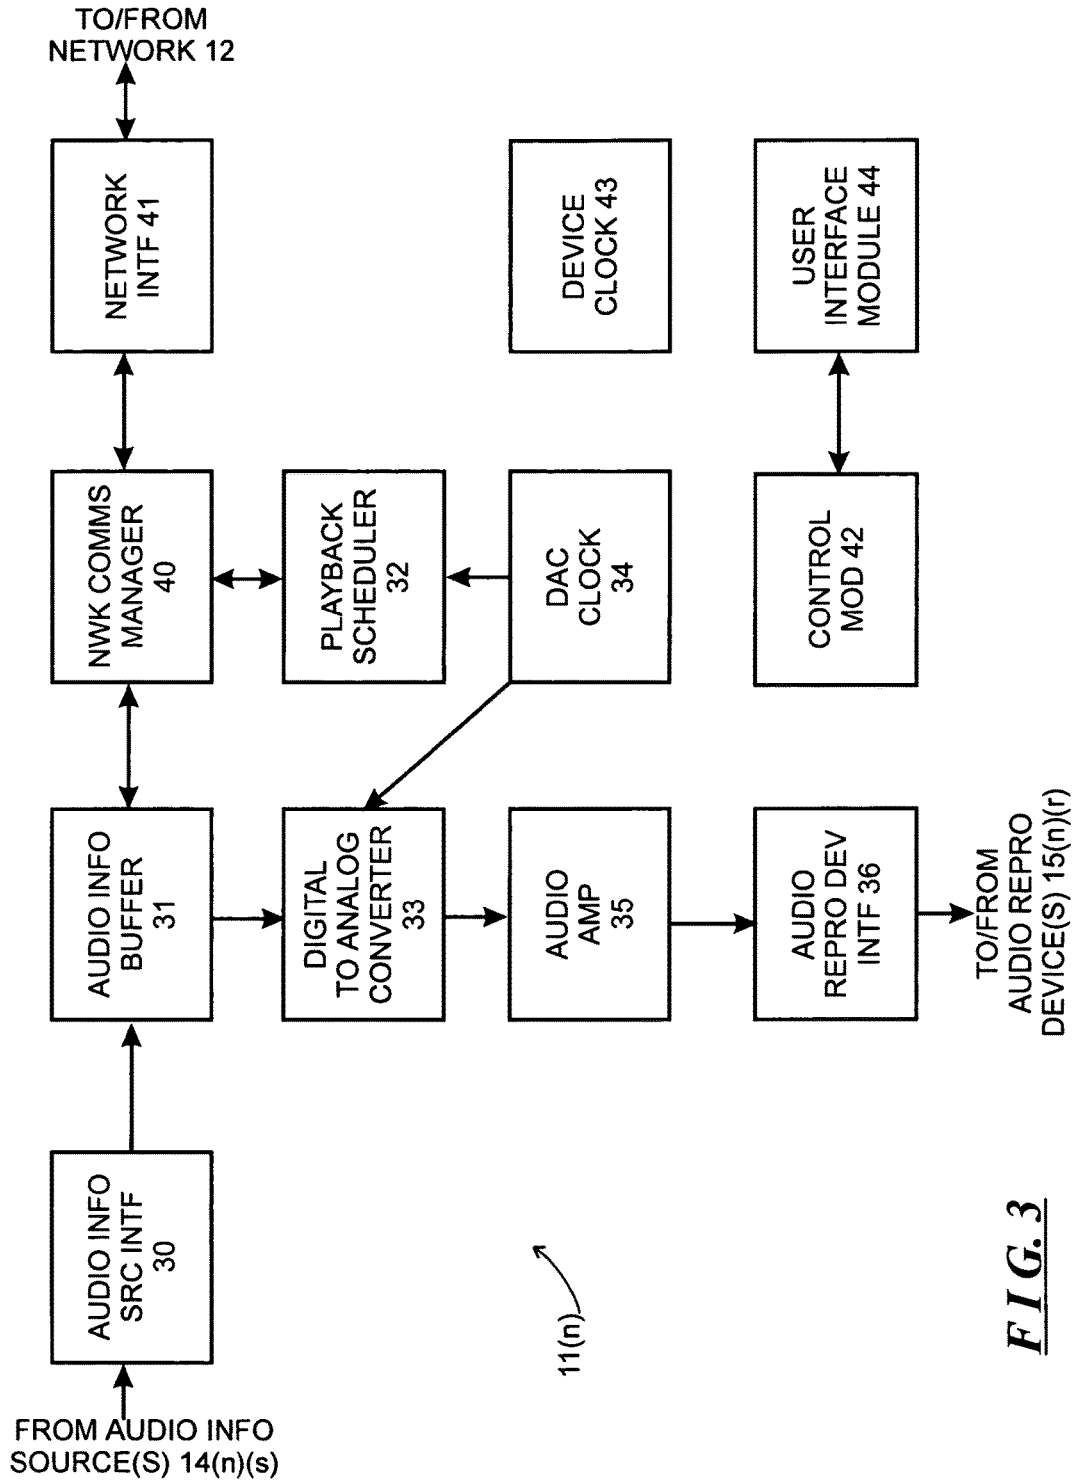 TO/FROM
NETWORK 12
NETWORK
INTF 41
DEVICE
CLOCK 43
USER
INTERFACE
MODULE 44
NWK COMMS
MANAGER
40
PLAYBACK
SCHEDULER
32
DAC
CLOCK
34
CONTROL
MOD 42
AUDIO INFO
BUFFER
31
DIGITAL
TO ANALOG
CONVERTER
33
AUDIO
AMP
35
AUDIO
REPRO DEV
INTF 36
TO/FROM
AUDIO REPRO
DEVICE(S) 15(n)(r)
AUDIO INFO
SRC INTF
30
11(n)
FROM AUDIO INFO
SOURCE(S) 14(n)(s)
FIG. 3